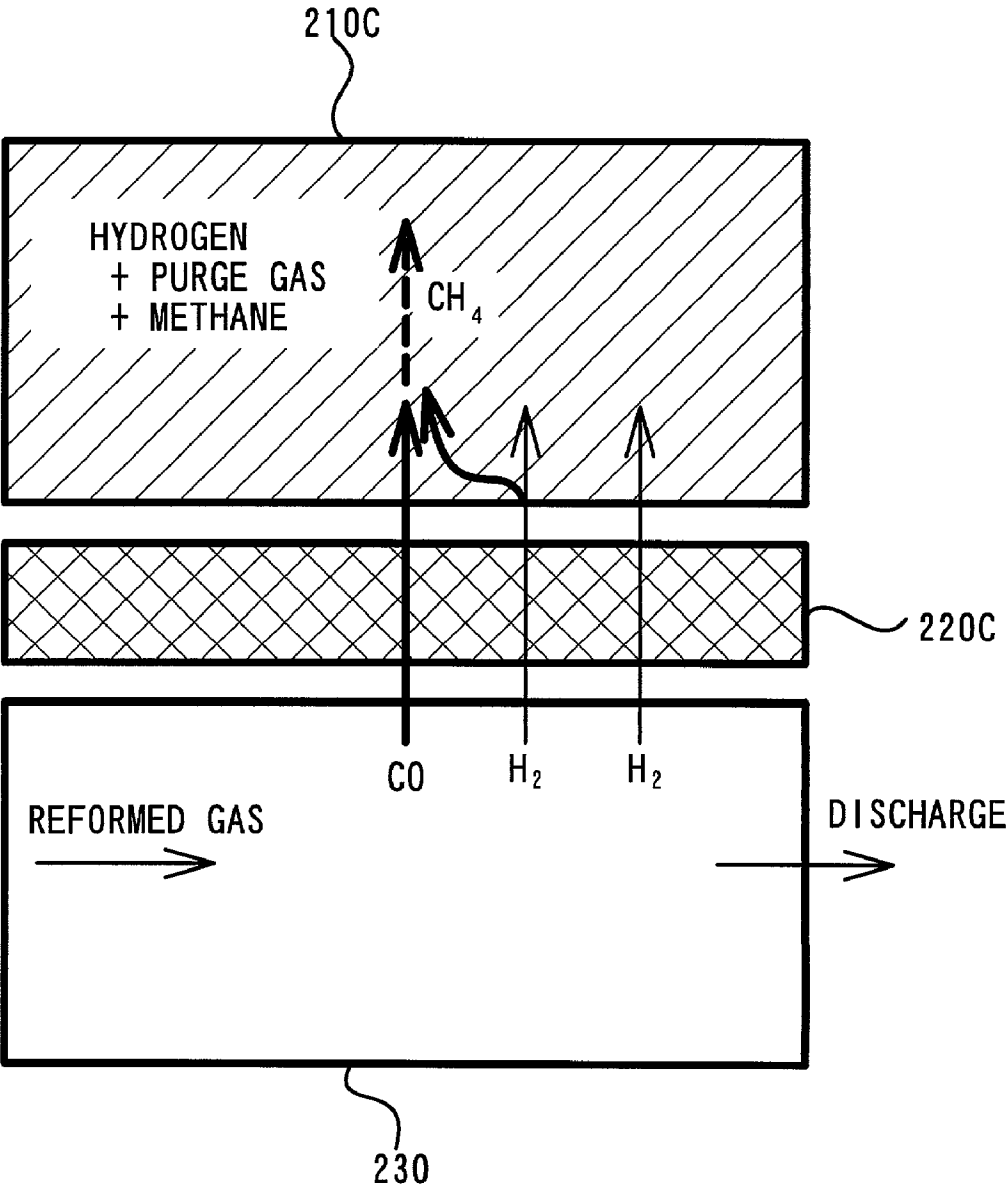 210C
HYDROGEN
+ PURGE GAS
+ METHANE
CH₄
220C
CO
H₂
H₂
REFORMED GAS
DISCHARGE
230